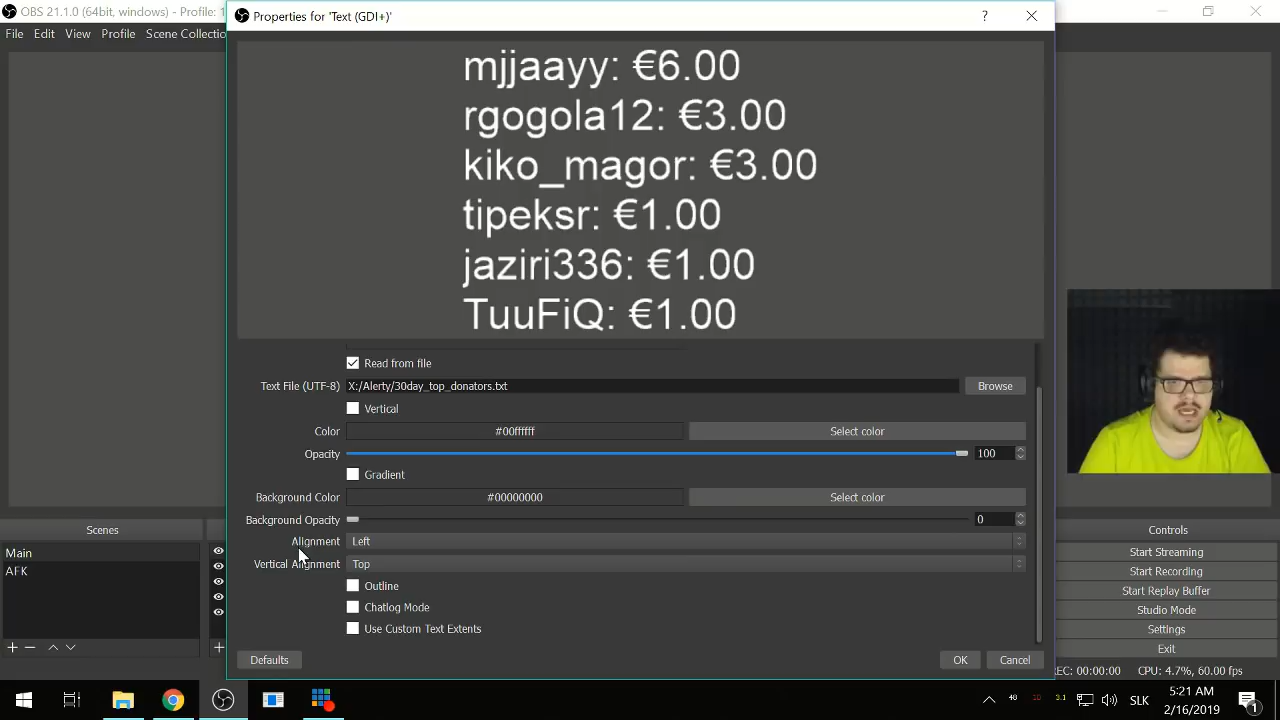 OBS 21.1.0 (64bit, windows) - Profile:
Properties for 'Text (GDI+)'
?
File Edit View Profile Scene Collectio
mjjaayy: €6.00
rgogola12: €3.00
kiko_magor: €3.00
tipeksr: €1.00
jaziri336: €1.00
TuuFiQ: €1.00
Read from file
Text File (UTF-8) X:/Alerty/30day_top_donators.txt Browse
Vertical
Color #00ffffff Select color
Opacity 100
Gradient
Background Color #00000000 Select color
Background Opacity 0
Alignment Left
Vertical Alignment Top
Outline
Chatlog Mode
Use Custom Text Extents
Defaults OK Cancel
Scenes
Main
AFK
Controls
Start Streaming
Start Recording
Start Replay Buffer
Studio Mode
Settings
Exit
EC: 00:00:00 CPU: 4.7%, 60.00 fps
SLK
5:21 AM
2/16/2019
1